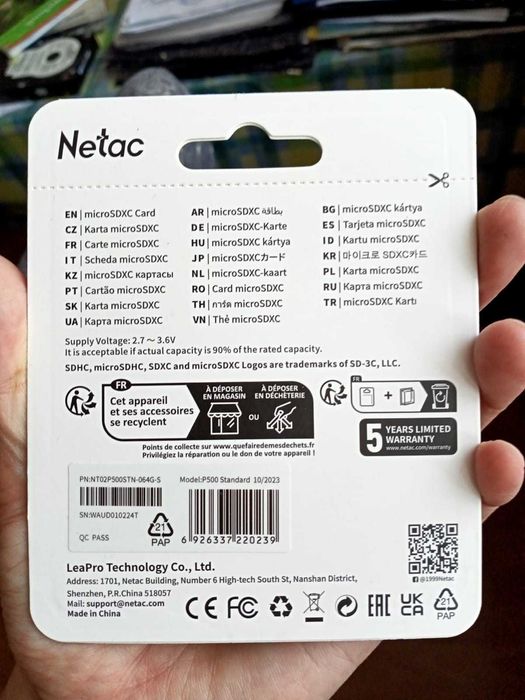 Netac
EN | microSDXC Card
CZ | Karta microSDXC
FR | Carte microSDXC
IT | Scheda microSDXC
KZ | microSDXC картасы
PT | Cartão microSDXC
SK | Karta microSDXC
UA | Карта microSDXC
AR | microSDXC بطاقة
DE | microSDXC-Karte
HU | microSDXC kártya
JP | microSDXCカード
NL | microSDXC-kaart
RO | Card microSDXC
TH | การ์ด microSDXC
VN | Thẻ microSDXC
BG | microSDXC kártya
ES | Tarjeta microSDXC
ID | Kartu microSDXC
KR | 마이크로 SDXC카드
PL | Karta microSDXC
RU | Карта microSDXC
TR | microSDXC Kartı
Supply Voltage: 2.7 ~ 3.6V
It is acceptable if actual capacity is 90% of the rated capacity.
SDHC, microSDHC, SDXC and microSDXC Logos are trademarks of SD-3C, LLC.
FR
Cet appareil
et ses accessoires
se recyclent
À DÉPOSER
EN MAGASIN
OU
À DÉPOSER
EN DÉCHÈTERIE
Points de collecte sur www.quefairedemesdechets.fr
Privilégiez la réparation ou le don de votre appareil !
FR
+
5 YEARS LIMITED
WARRANTY
www.netac.com/warranty
PN:NT02P500STN-064G-S
Model:P500 Standard 10/2023
SN:WAUD010224T
QC PASS
21
PAP
6 926337 220239
@1999Netac
LeaPro Technology Co., Ltd.
Address: 1701, Netac Building, Number 6 High-tech South St, Nanshan District,
Shenzhen, P.R.China 518057
Mail: support@netac.com
Made in China
CE FC EAC UK CA
21
PAP